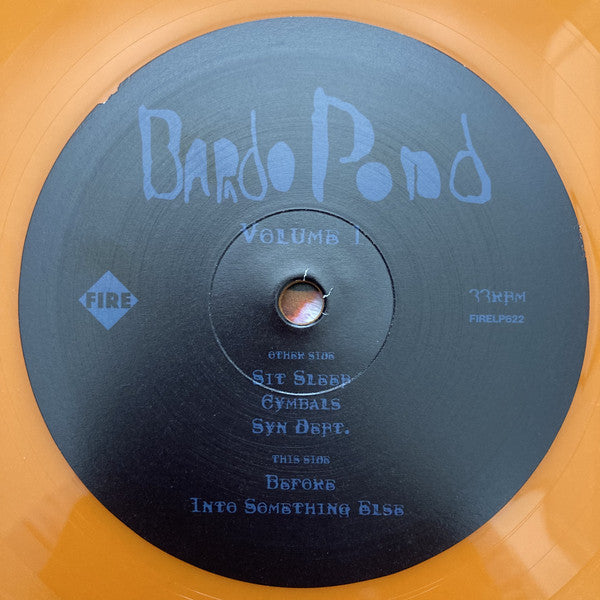 Bardo Pond
Volume 1
FIRE
33RPM
FIRELP622
OTHER SIDE
Sit Sleep
Cymbals
Syn Dept.
THIS SIDE
Before
Into Something Else